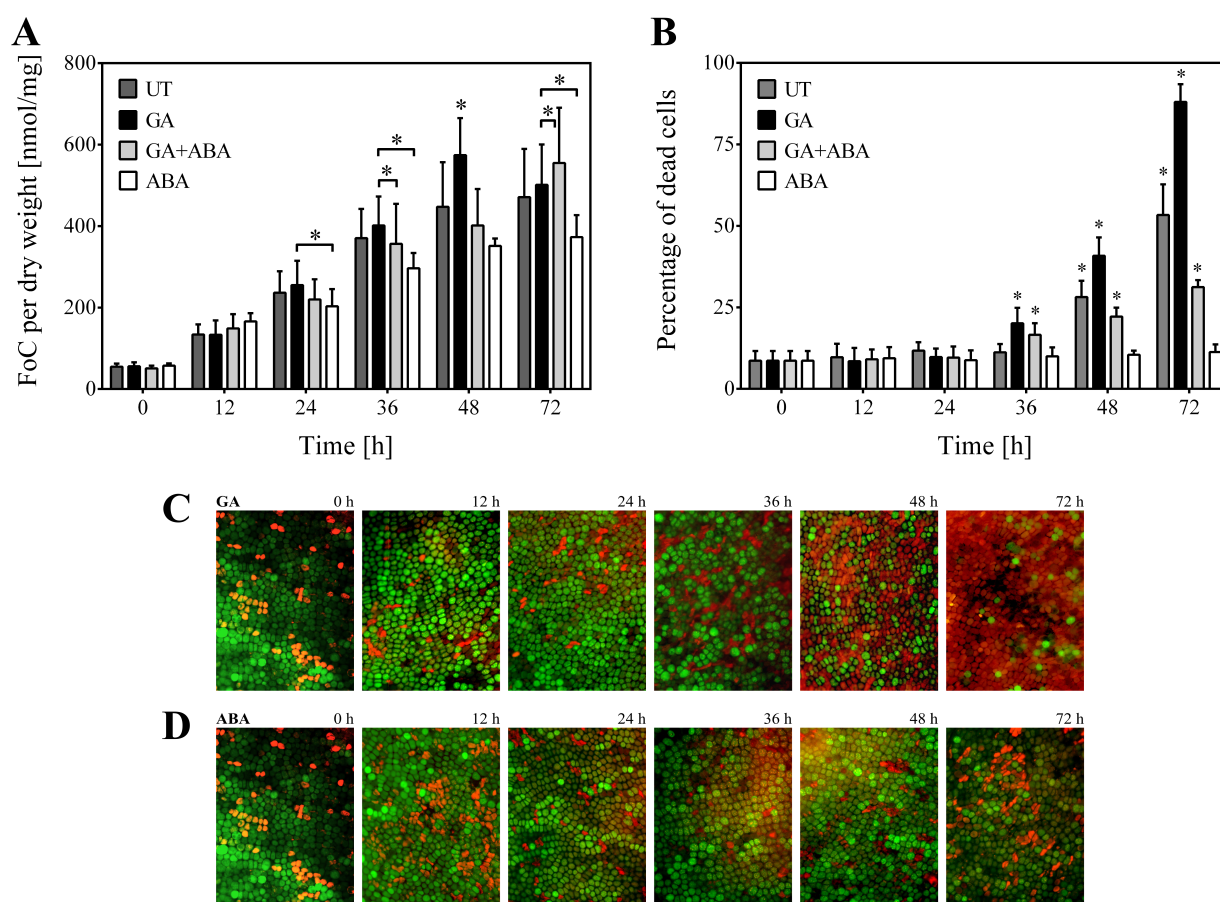 A
FoC per dry weight [nmol/mg]
800
600
400
200
0
UT
GA
GA+ABA
ABA
*
*
*
*
*
*
0 12 24 36 48 72
Time [h]
B
Percentage of dead cells
100
75
50
25
0
UT
GA
GA+ABA
ABA
* *
* * *
* * *
0 12 24 36 48 72
Time [h]
C
GA 0 h 12 h 24 h 36 h 48 h 72 h
D
ABA 0 h 12 h 24 h 36 h 48 h 72 h